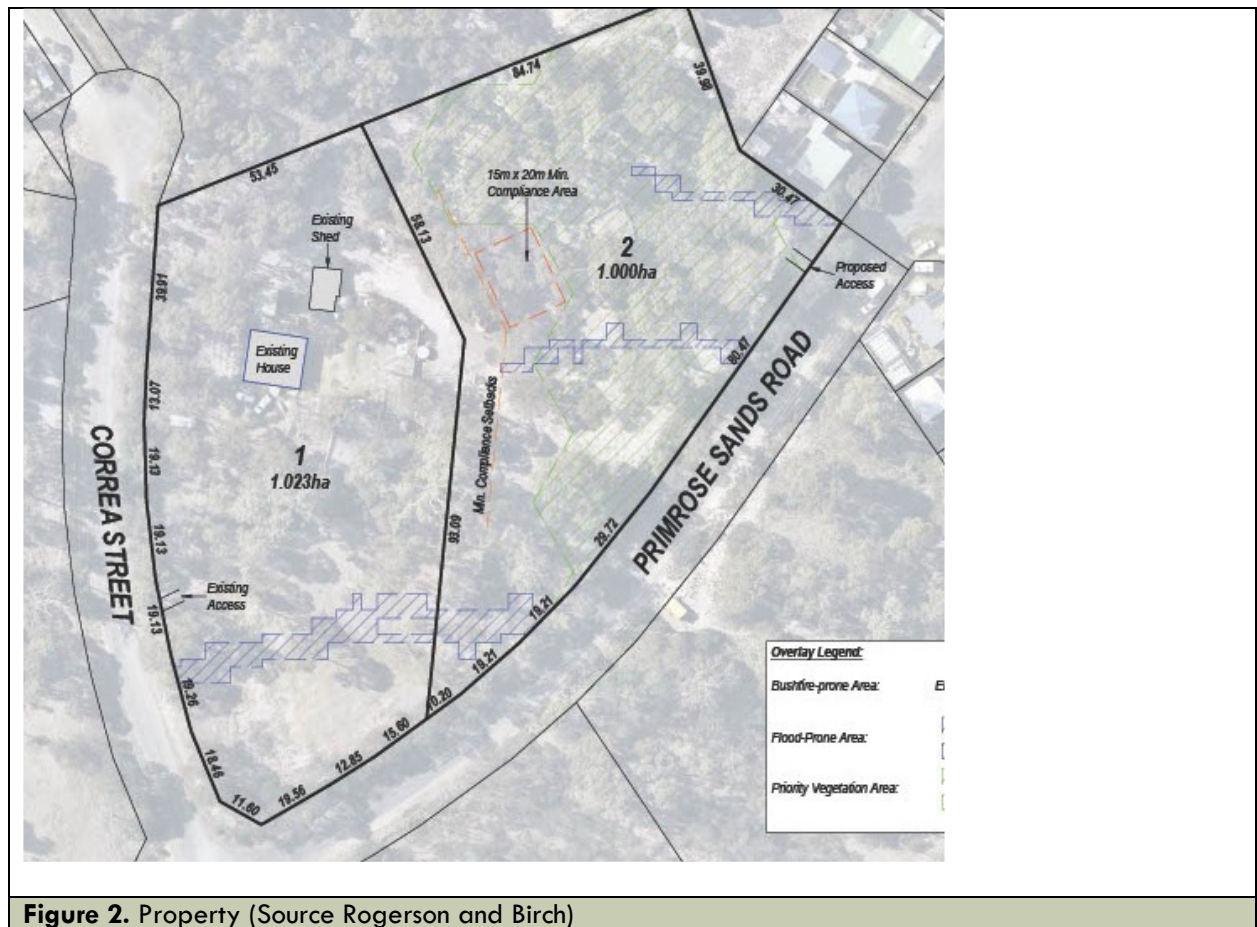 84.74
39.90
53.45
15m x 20m Min.
Compliance Area
Existing
Shed
58.13
30.47
2
1.000ha
Proposed
Access
39.91
Existing
House
60.47
13.07
Min. Compliance Setbacks
PRIMROSE SANDS ROAD
CORREA STREET
1
1.023ha
19.13
93.09
29.72
19.13
Existing
Access
19.13
19.21
19.21
19.26
10.20
15.60
18.46
12.85
19.56
11.60
Overlay Legend:
Bushfire-prone Area:
Flood-Prone Area:
Priority Vegetation Area:
Figure 2. Property (Source Rogerson and Birch)